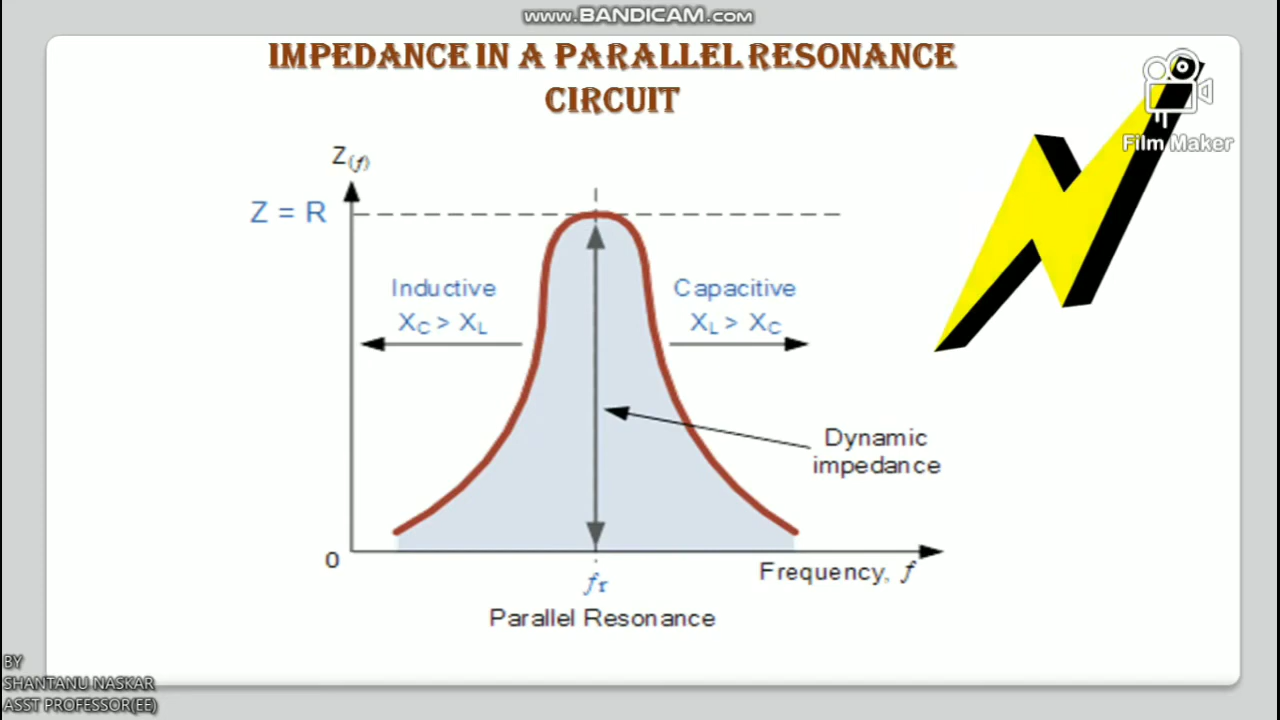 www.BANDICAM.com
IMPEDANCE IN A PARALLEL RESONANCE
CIRCUIT
Film Maker
Z(f)
Z = R
Inductive
XC > XL
Capacitive
XL > XC
Dynamic
impedance
0
fr
Frequency, f
Parallel Resonance
BY
SHANTANU NASKAR
ASST PROFESSOR(EE)